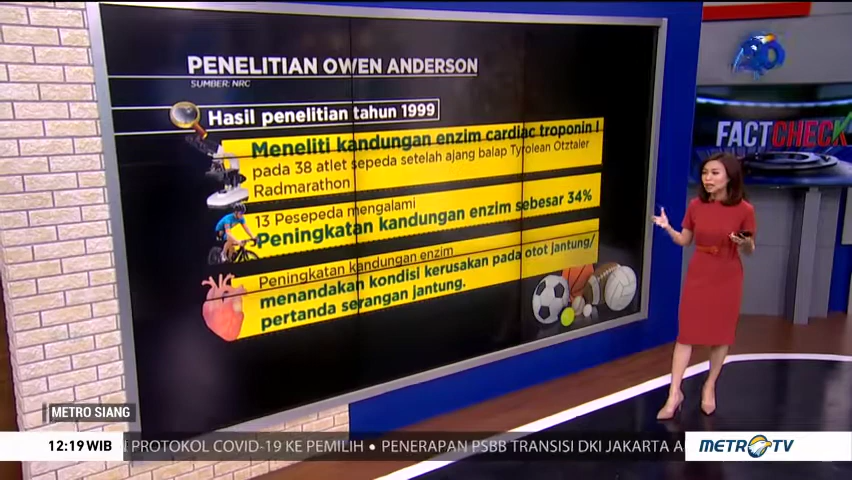 PENELITIAN OWEN ANDERSON
SUMBER: NRC
Hasil penelitian tahun 1999
Meneliti kandungan enzim cardiac troponin I
pada 38 atlet sepeda setelah ajang balap Tyrolean Otztaler
Radmarathon
13 Pesepeda mengalami
Peningkatan kandungan enzim sebesar 34%
Peningkatan kandungan enzim
menandakan kondisi kerusakan pada otot jantung/
pertanda serangan jantung.
FACTCHECK
METRO SIANG
12:19 WIB
N PROTOKOL COVID-19 KE PEMILIH • PENERAPAN PSBB TRANSISI DKI JAKARTA A
METRO TV